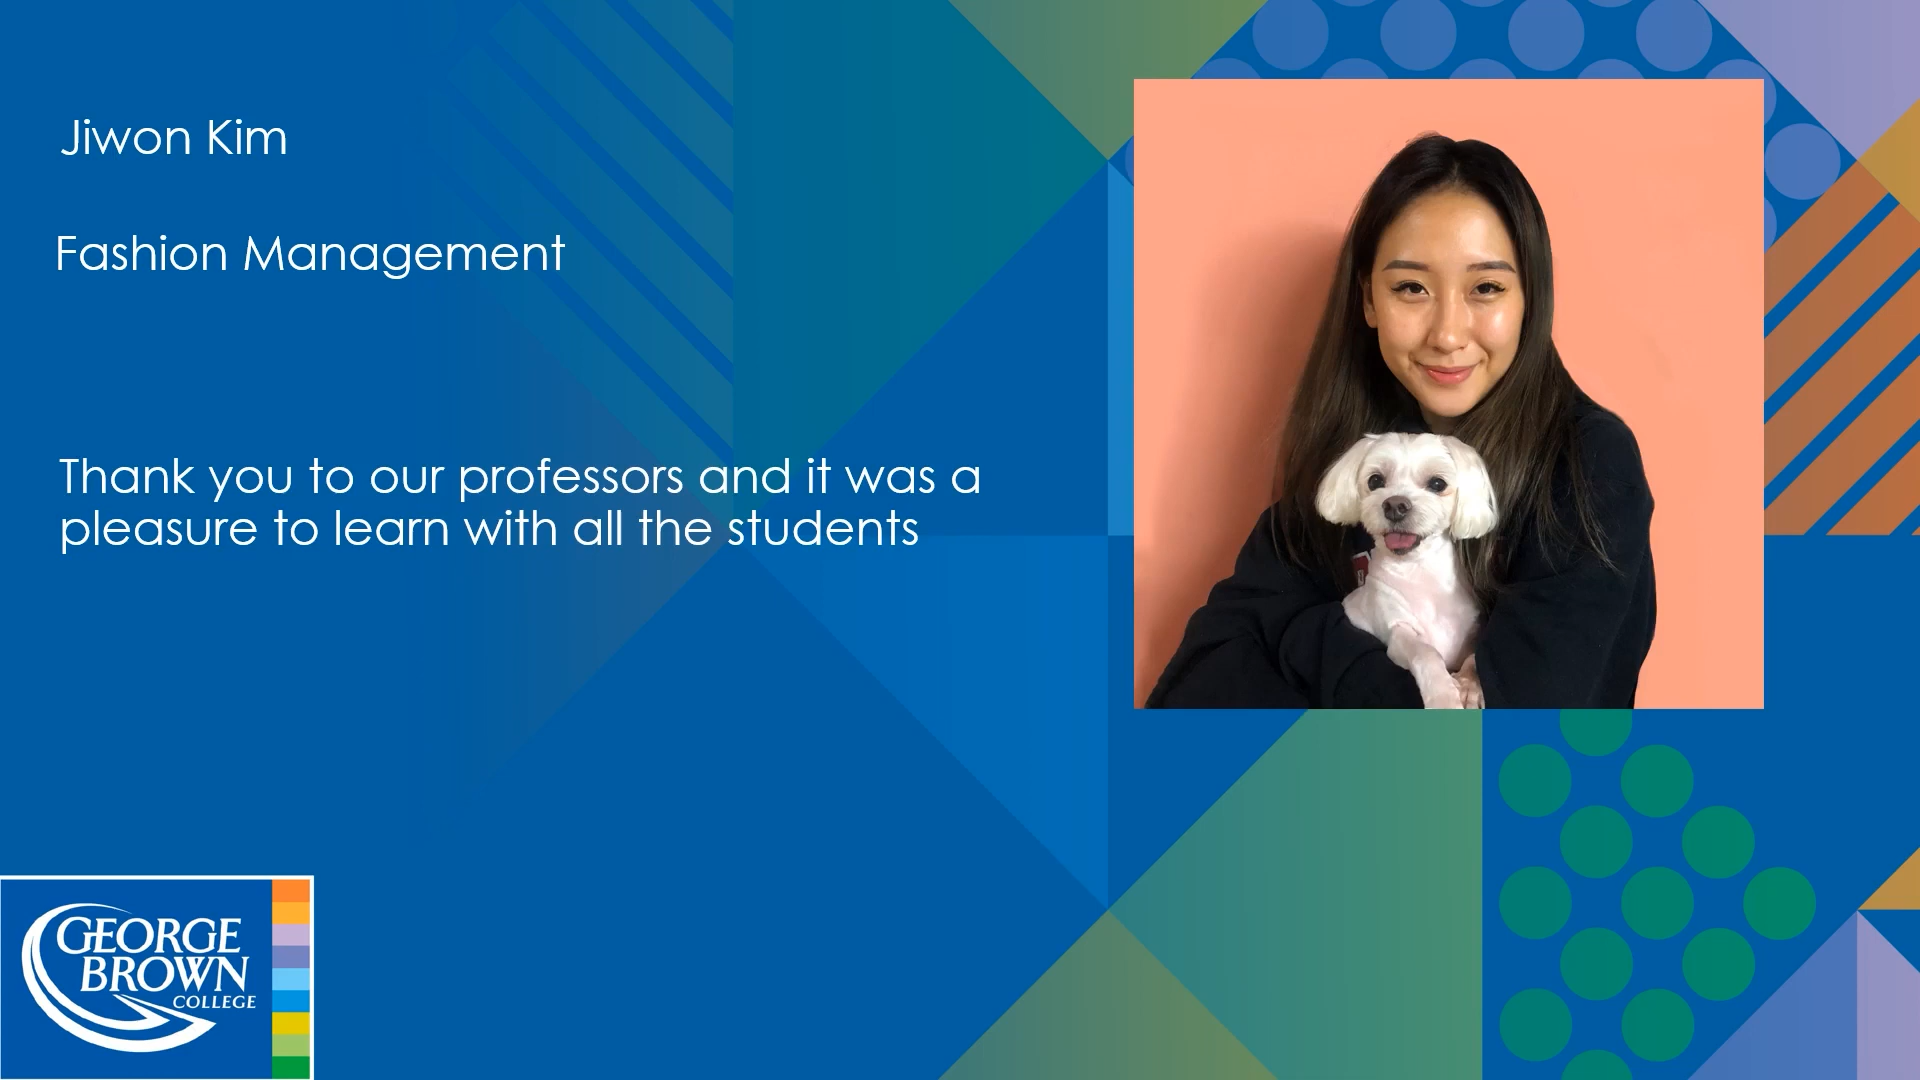 Jiwon Kim
Fashion Management
Thank you to our professors and it was a
pleasure to learn with all the students
GEORGE
BROWN
COLLEGE